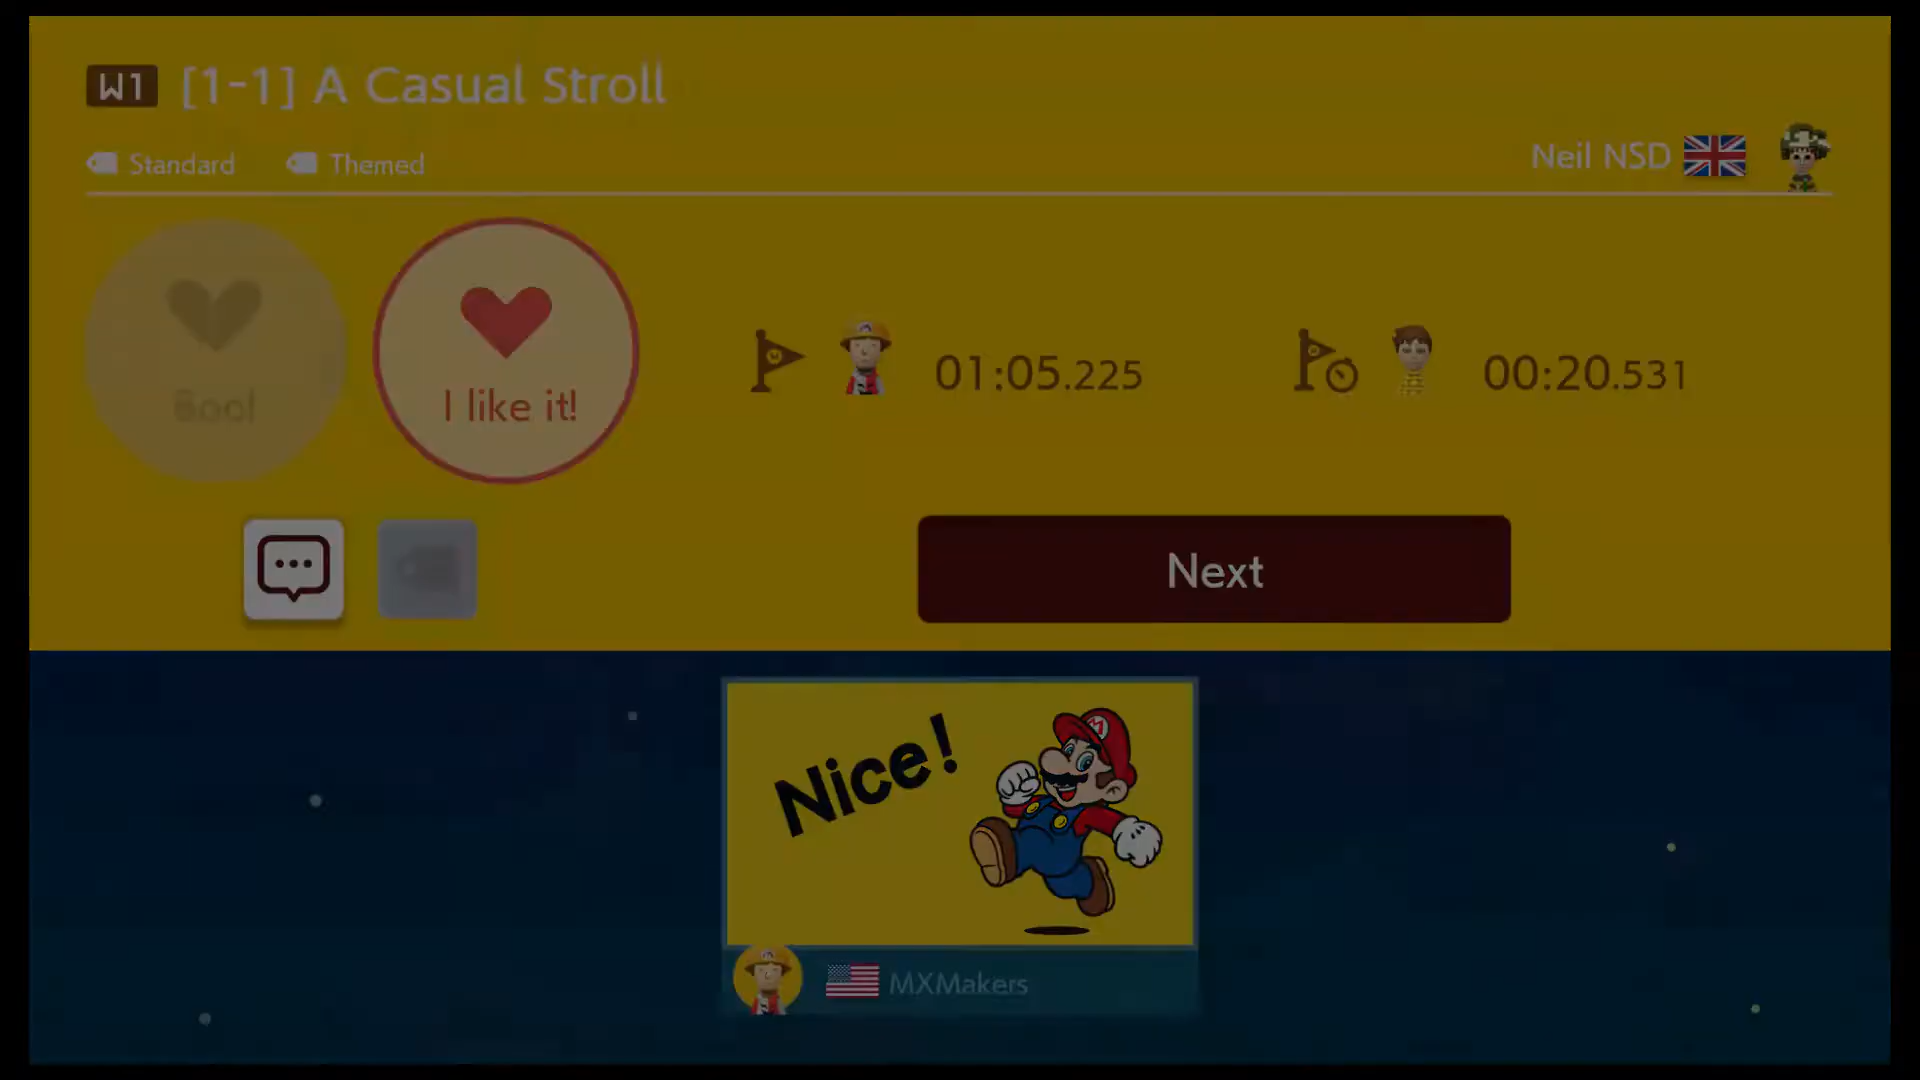 W1 [1-1] A Casual Stroll
Standard Themed
Neil NSD
Boo!
I like it!
01:05.225
00:20.531
Next
Nice!
MXMakers